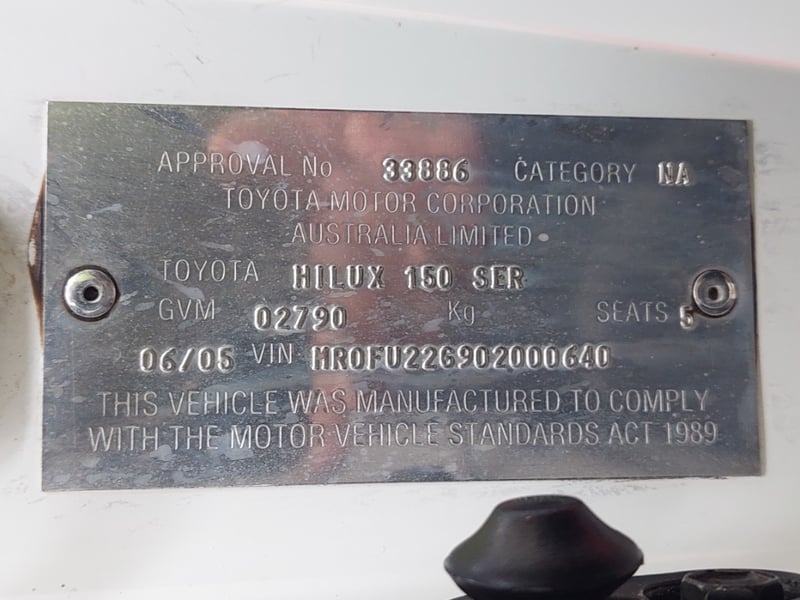 APPROVAL No 33886 CATEGORY NA
TOYOTA MOTOR CORPORATION
AUSTRALIA LIMITED
TOYOTA HILUX 150 SER
GVM 02790 Kg SEATS 5
06/05 VIN MR0FU22G902000640
THIS VEHICLE WAS MANUFACTURED TO COMPLY
WITH THE MOTOR VEHICLE STANDARDS ACT 1989